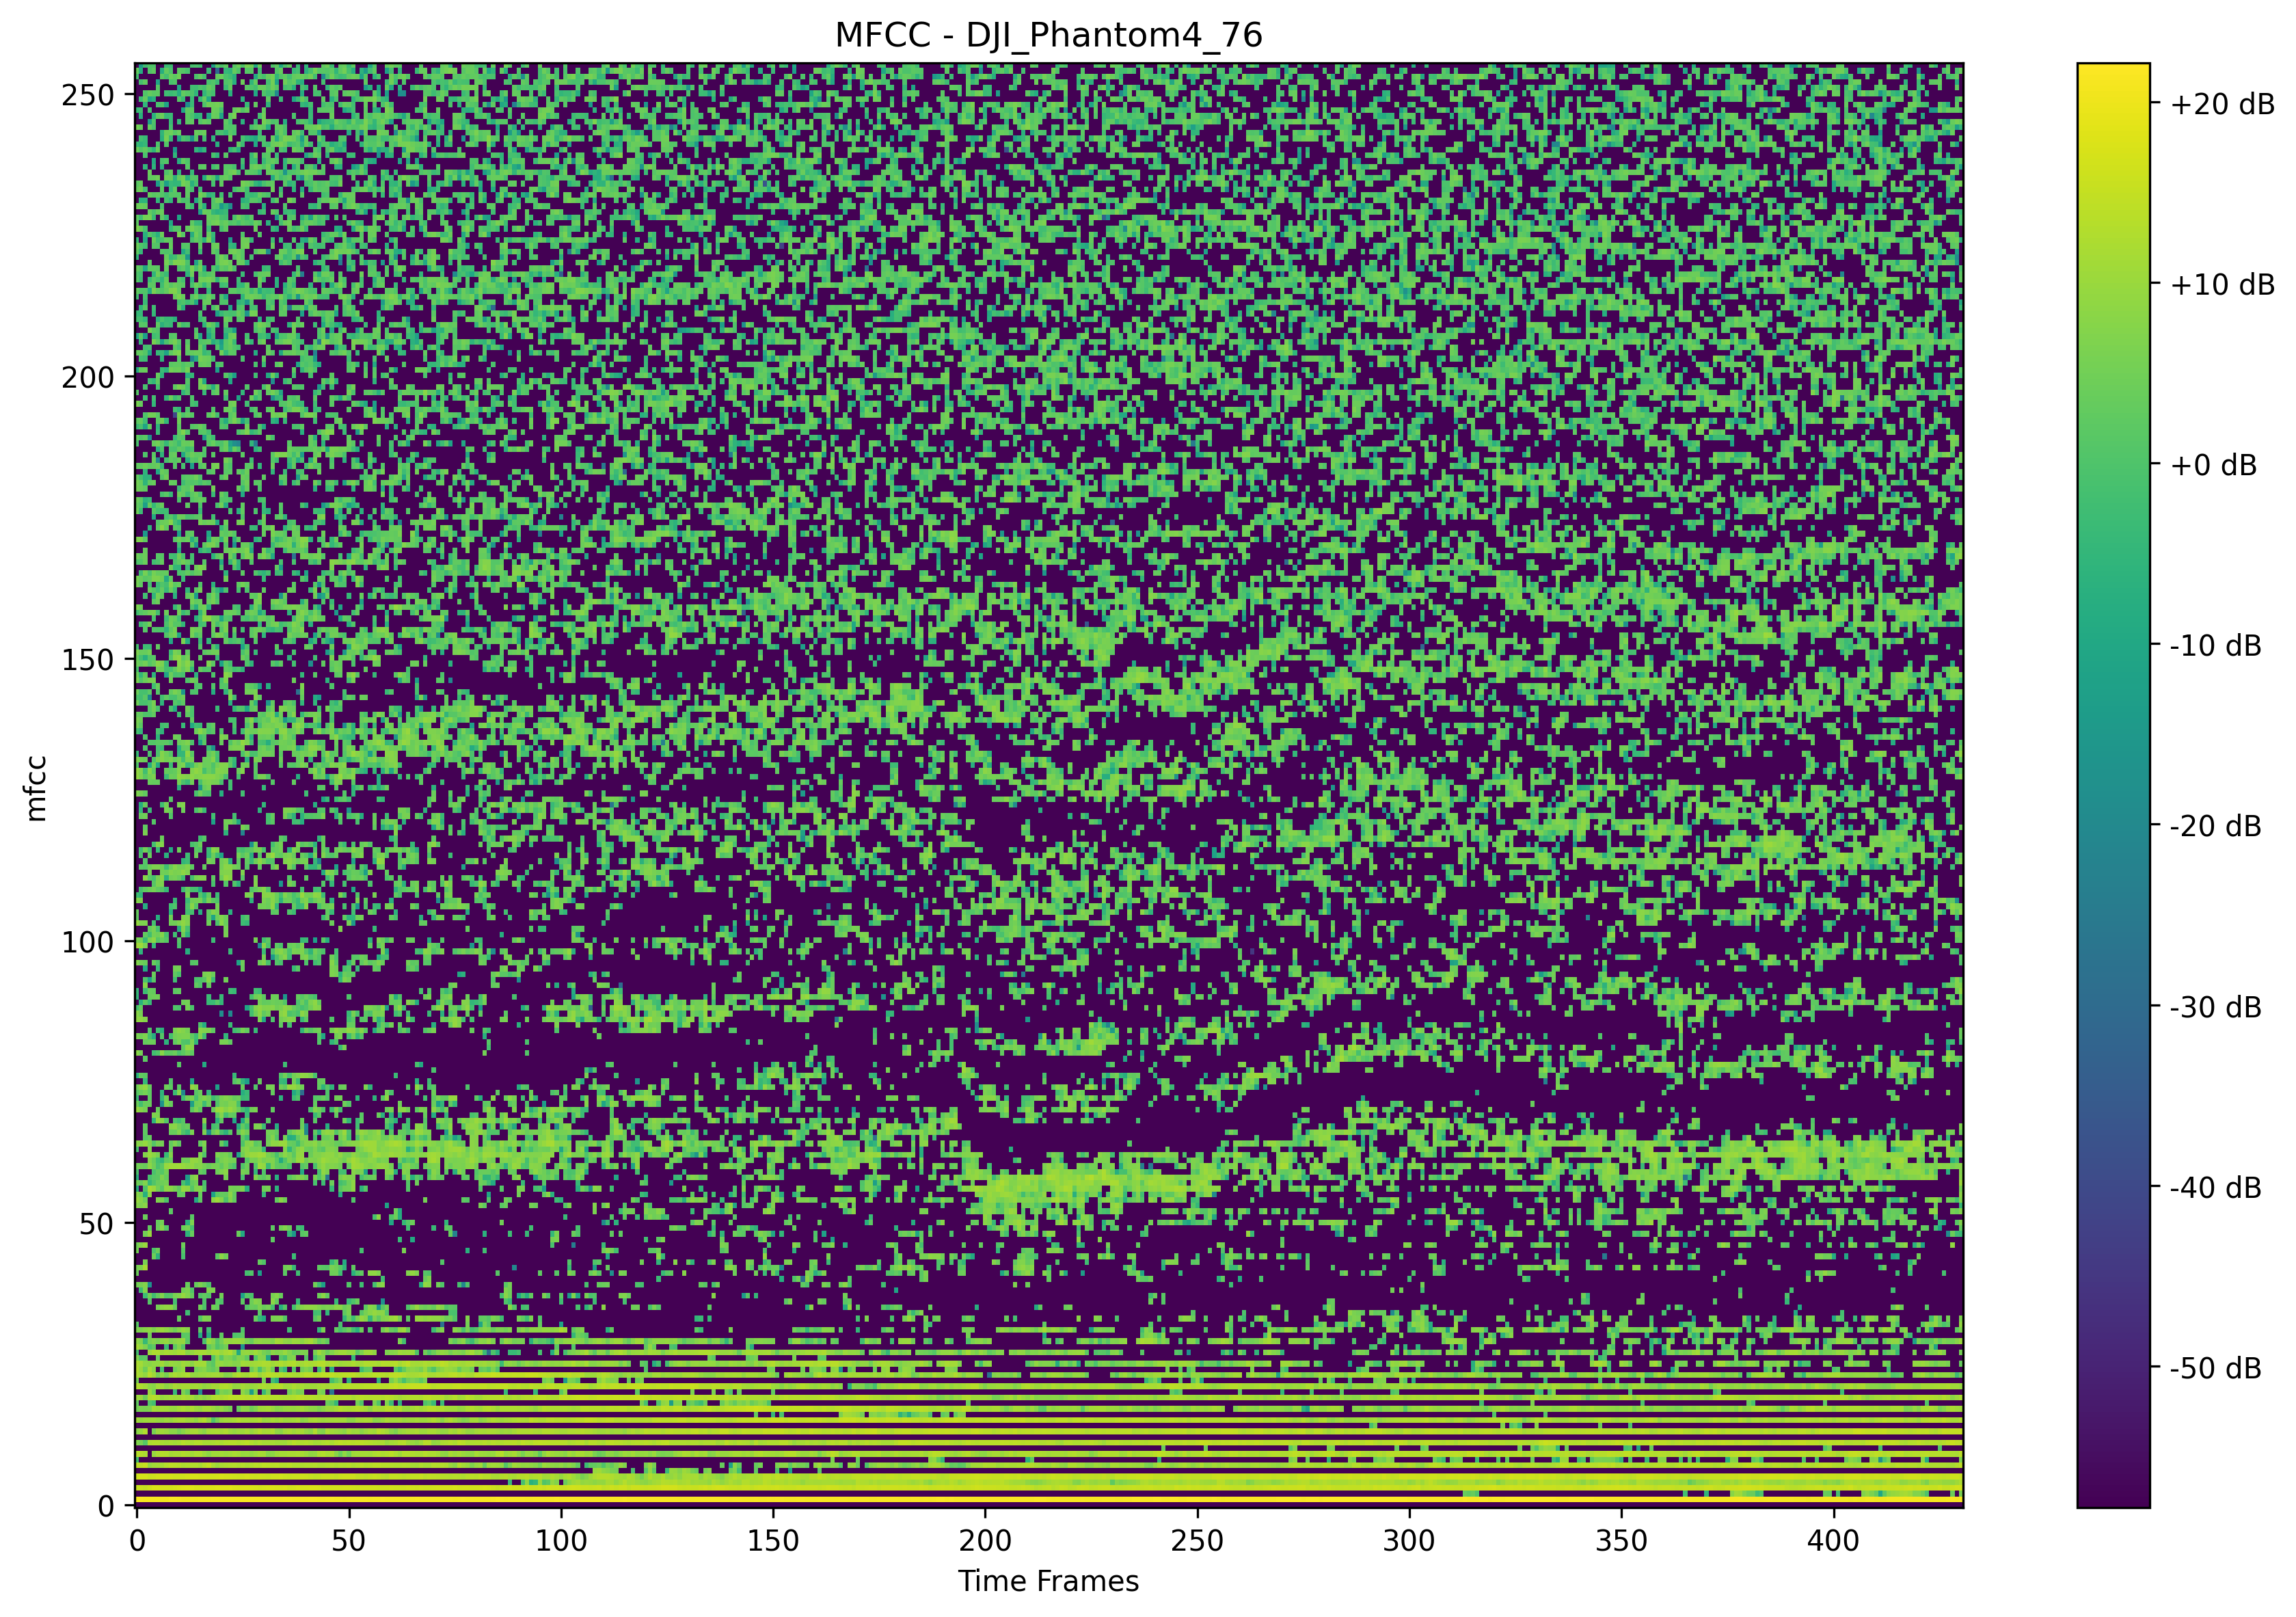 MFCC - DJI_Phantom4_76
250
200
150
100
50
0
mfcc
0 50 100 150 200 250 300 350 400
Time Frames
+20 dB
+10 dB
+0 dB
-10 dB
-20 dB
-30 dB
-40 dB
-50 dB